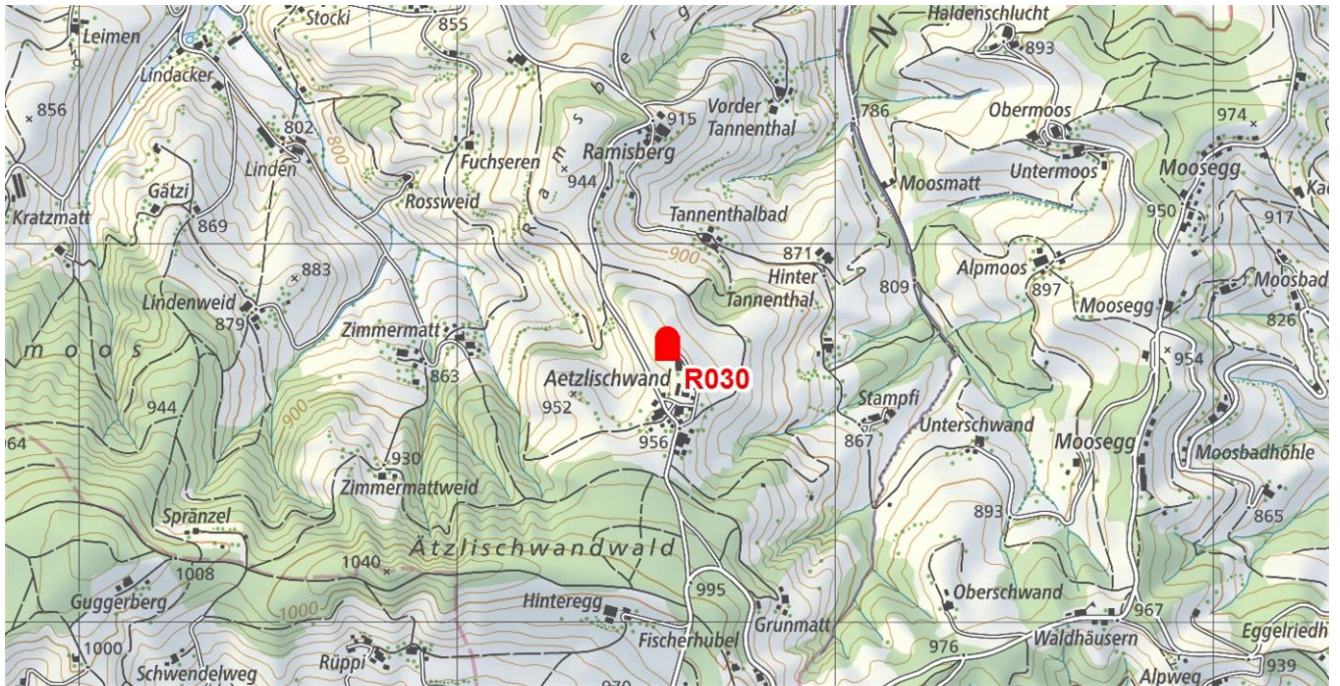 Leimen
Stocki
855
Haldenschlucht
893
Lindacker
856
Vorder
Tannenthal
786
Obermoos
974
802
800
915
Linden
Fuchseren
Ramisberg
944
Ramsberg
N
Untermoos
Moosegg
Gätzi
Rossweid
Moosmatt
Kratzmatt
869
Tannenthalbad
950
917
900
871
883
Hinter
Tannenthal
809
Alpmoos
897
Moosbad
Lindenweid
879
Moosegg
826
Zimmermatt
moos
863
954
Aetzlischwand
R030
944
952
Stampfi
956
867
Unterschwand
Moosegg
Moosbadhöhle
930
Zimmermattweid
893
865
Spränzel
Ätzlischwandwald
1040
1008
Guggerberg
1000
Hinteregg
995
Oberschwand
967
Grunmatt
Fischerhubel
Waldhäusern
976
1000
Schwendelweg
Rüppi
970
Alpweg
939